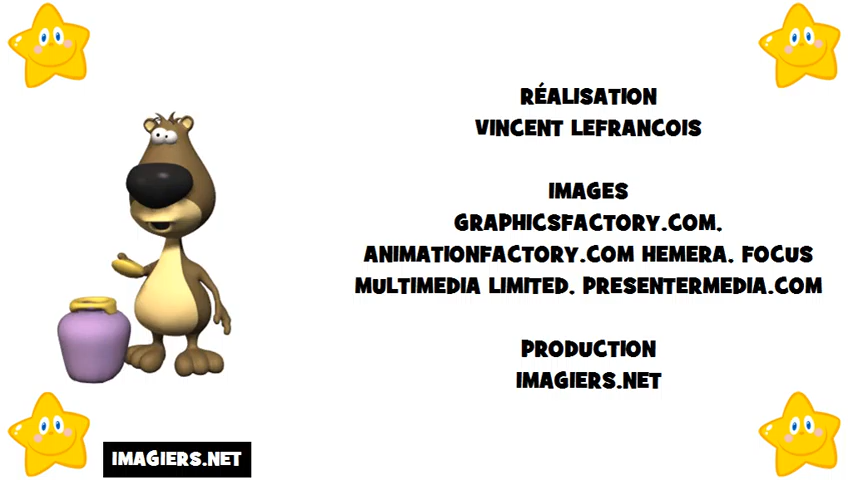 RÉALISATION
VINCENT LEFRANCOIS
IMAGES
GRAPHICSFACTORY.COM,
ANIMATIONFACTORY.COM HEMERA, FOCUS
MULTIMEDIA LIMITED, PRESENTERMEDIA.COM
PRODUCTION
IMAGIERS.NET
IMAGIERS.NET